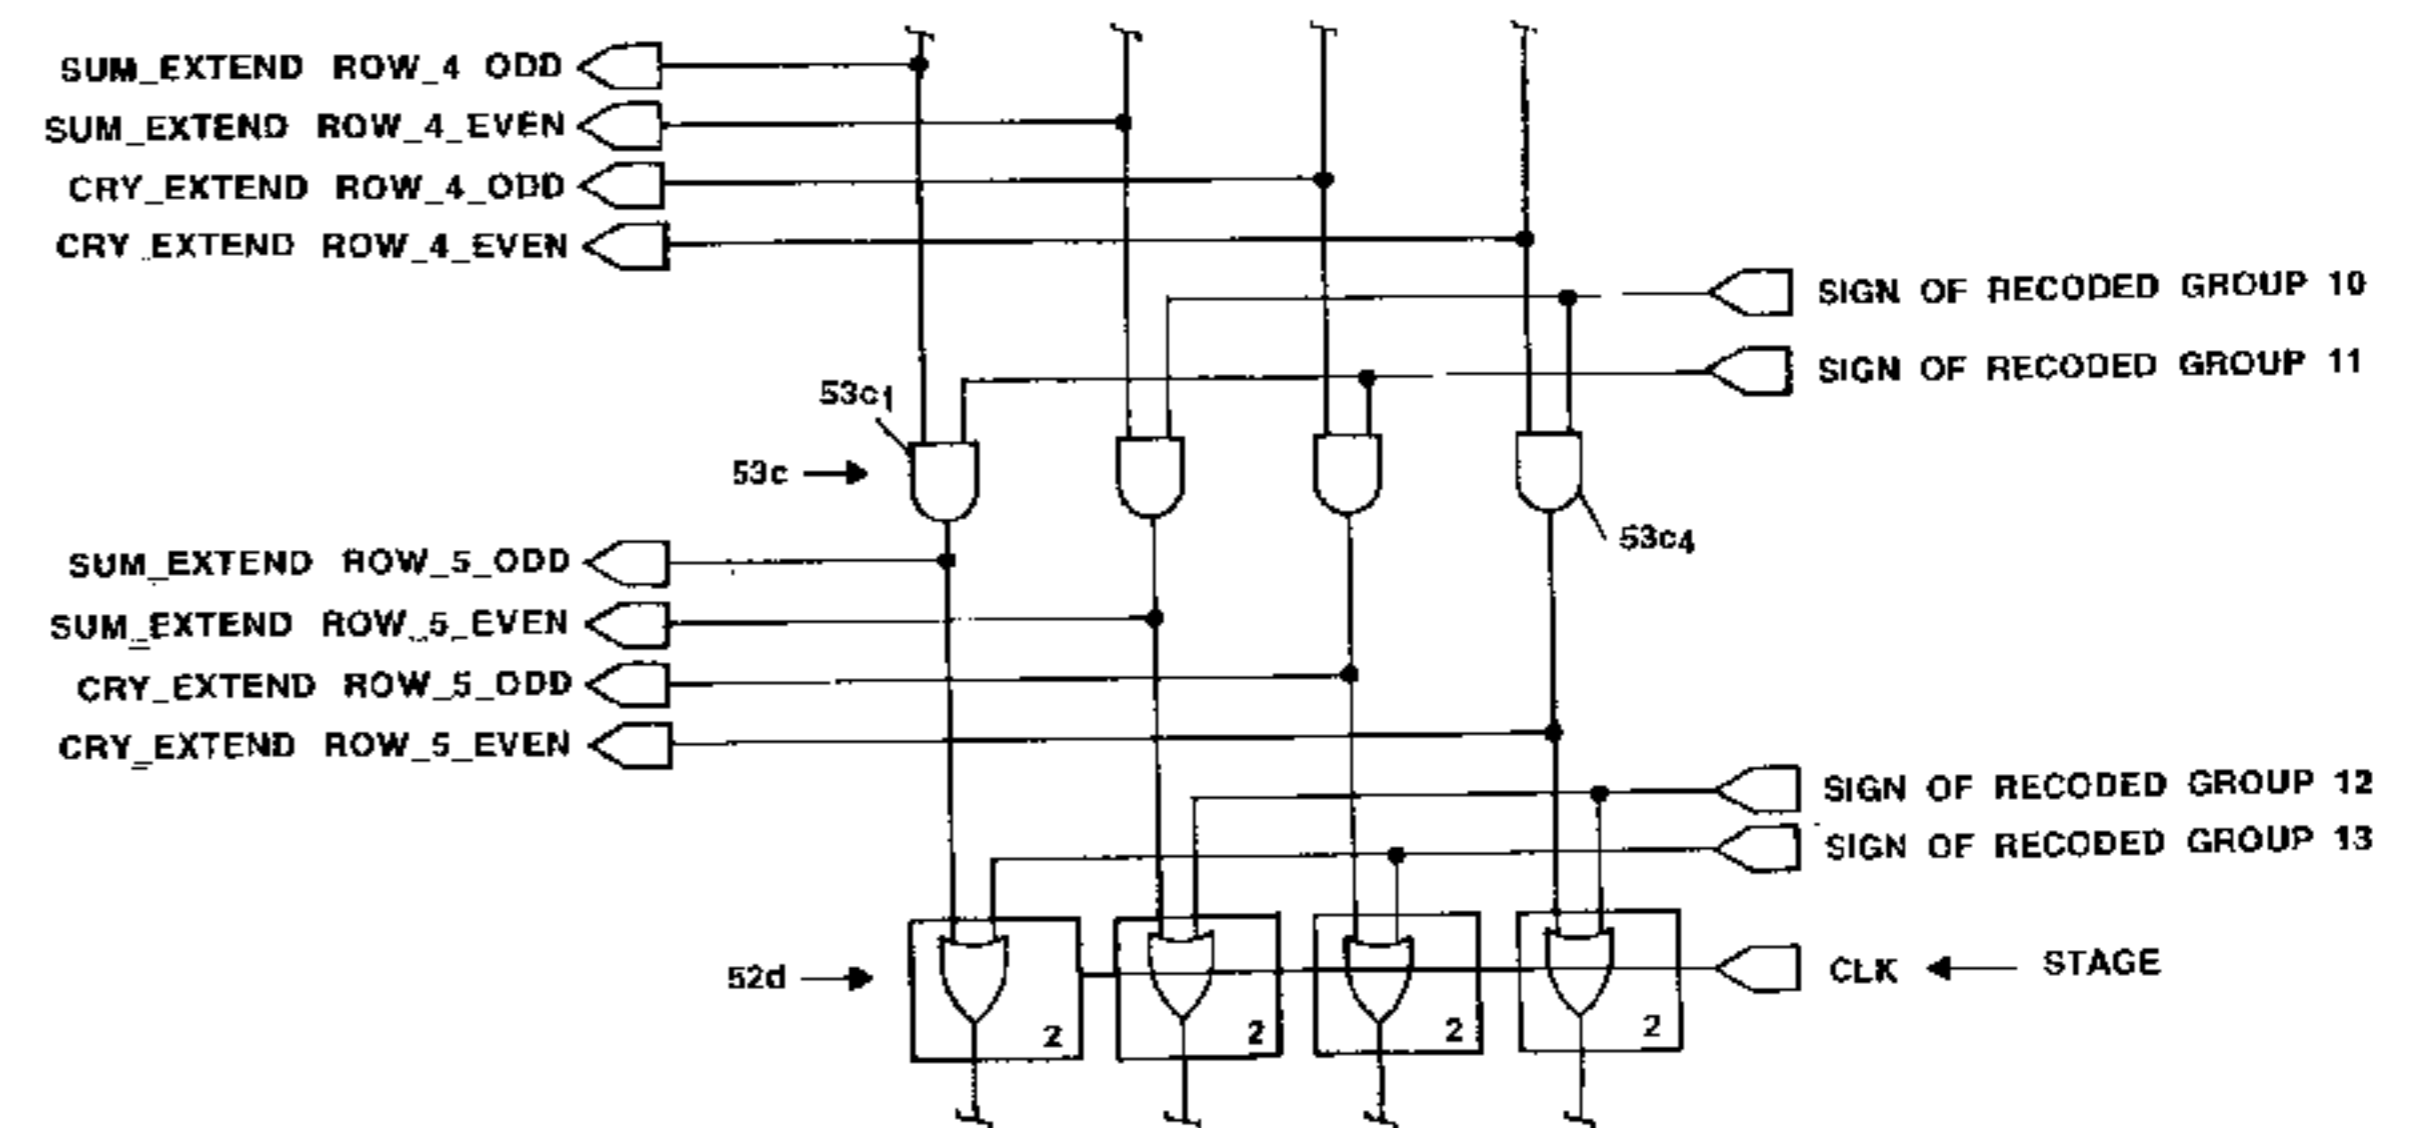 SUM_EXTEND ROW_4 ODD
SUM_EXTEND ROW_4_EVEN
CRY_EXTEND ROW_4_ODD
CRY_EXTEND ROW_4_EVEN
SIGN OF RECODED GROUP 10
SIGN OF RECODED GROUP 11
53c1
53c
53c4
SUM_EXTEND ROW_5_ODD
SUM_EXTEND ROW_5_EVEN
CRY_EXTEND ROW_5_ODD
CRY_EXTEND ROW_5_EVEN
SIGN OF RECODED GROUP 12
SIGN OF RECODED GROUP 13
52d
CLK STAGE
2 2 2 2